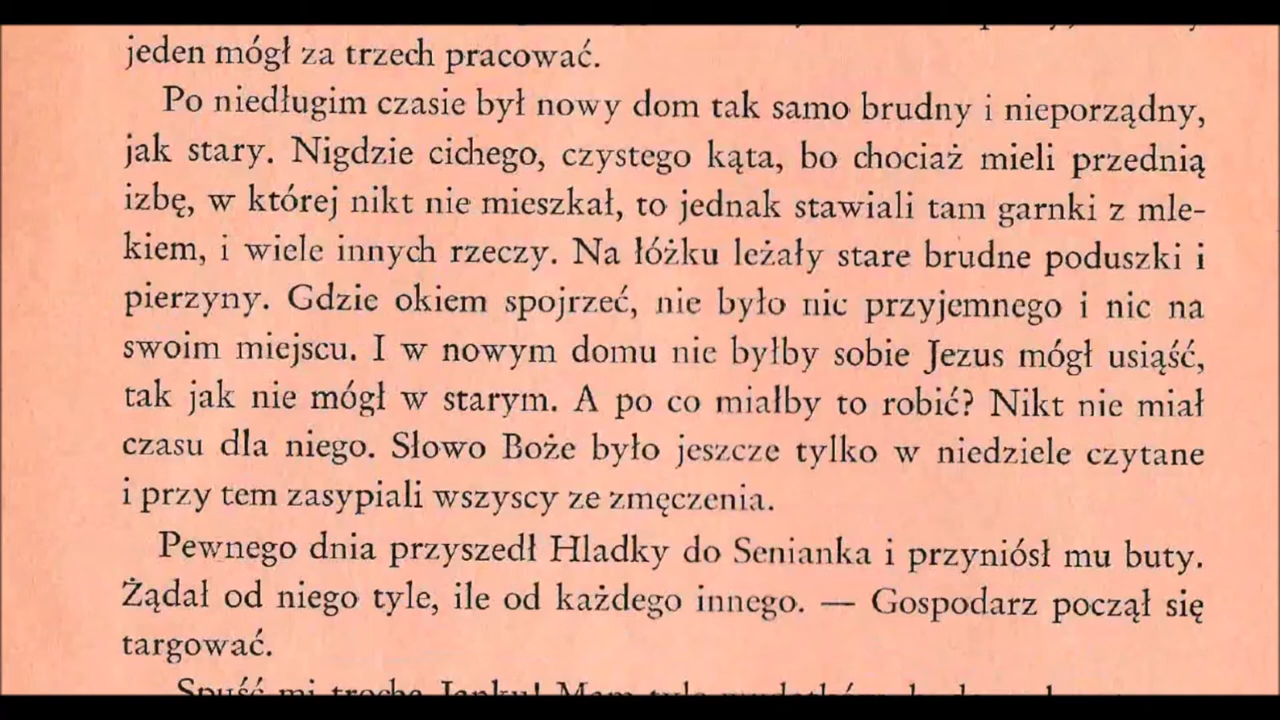 jeden mógł za trzech pracować.
Po niedługim czasie był nowy dom tak samo brudny i nieporządny,
jak stary. Nigdzie cichego, czystego kąta, bo chociaż mieli przednią
izbę, w której nikt nie mieszkał, to jednak stawiali tam garnki z mle-
kiem, i wiele innych rzeczy. Na łóżku leżały stare brudne poduszki i
pierzyny. Gdzie okiem spojrzeć, nie było nic przyjemnego i nic na
swoim miejscu. I w nowym domu nie byłby sobie Jezus mógł usiąść,
tak jak nie mógł w starym. A po co miałby to robić? Nikt nie miał
czasu dla niego. Słowo Boże było jeszcze tylko w niedziele czytane
i przy tem zasypiali wszyscy ze zmęczenia.
Pewnego dnia przyszedł Hladky do Senianka i przyniósł mu buty.
Żądał od niego tyle, ile od każdego innego. — Gospodarz począł się
targować.
Spuść mi trochę Janku! Mam tyle